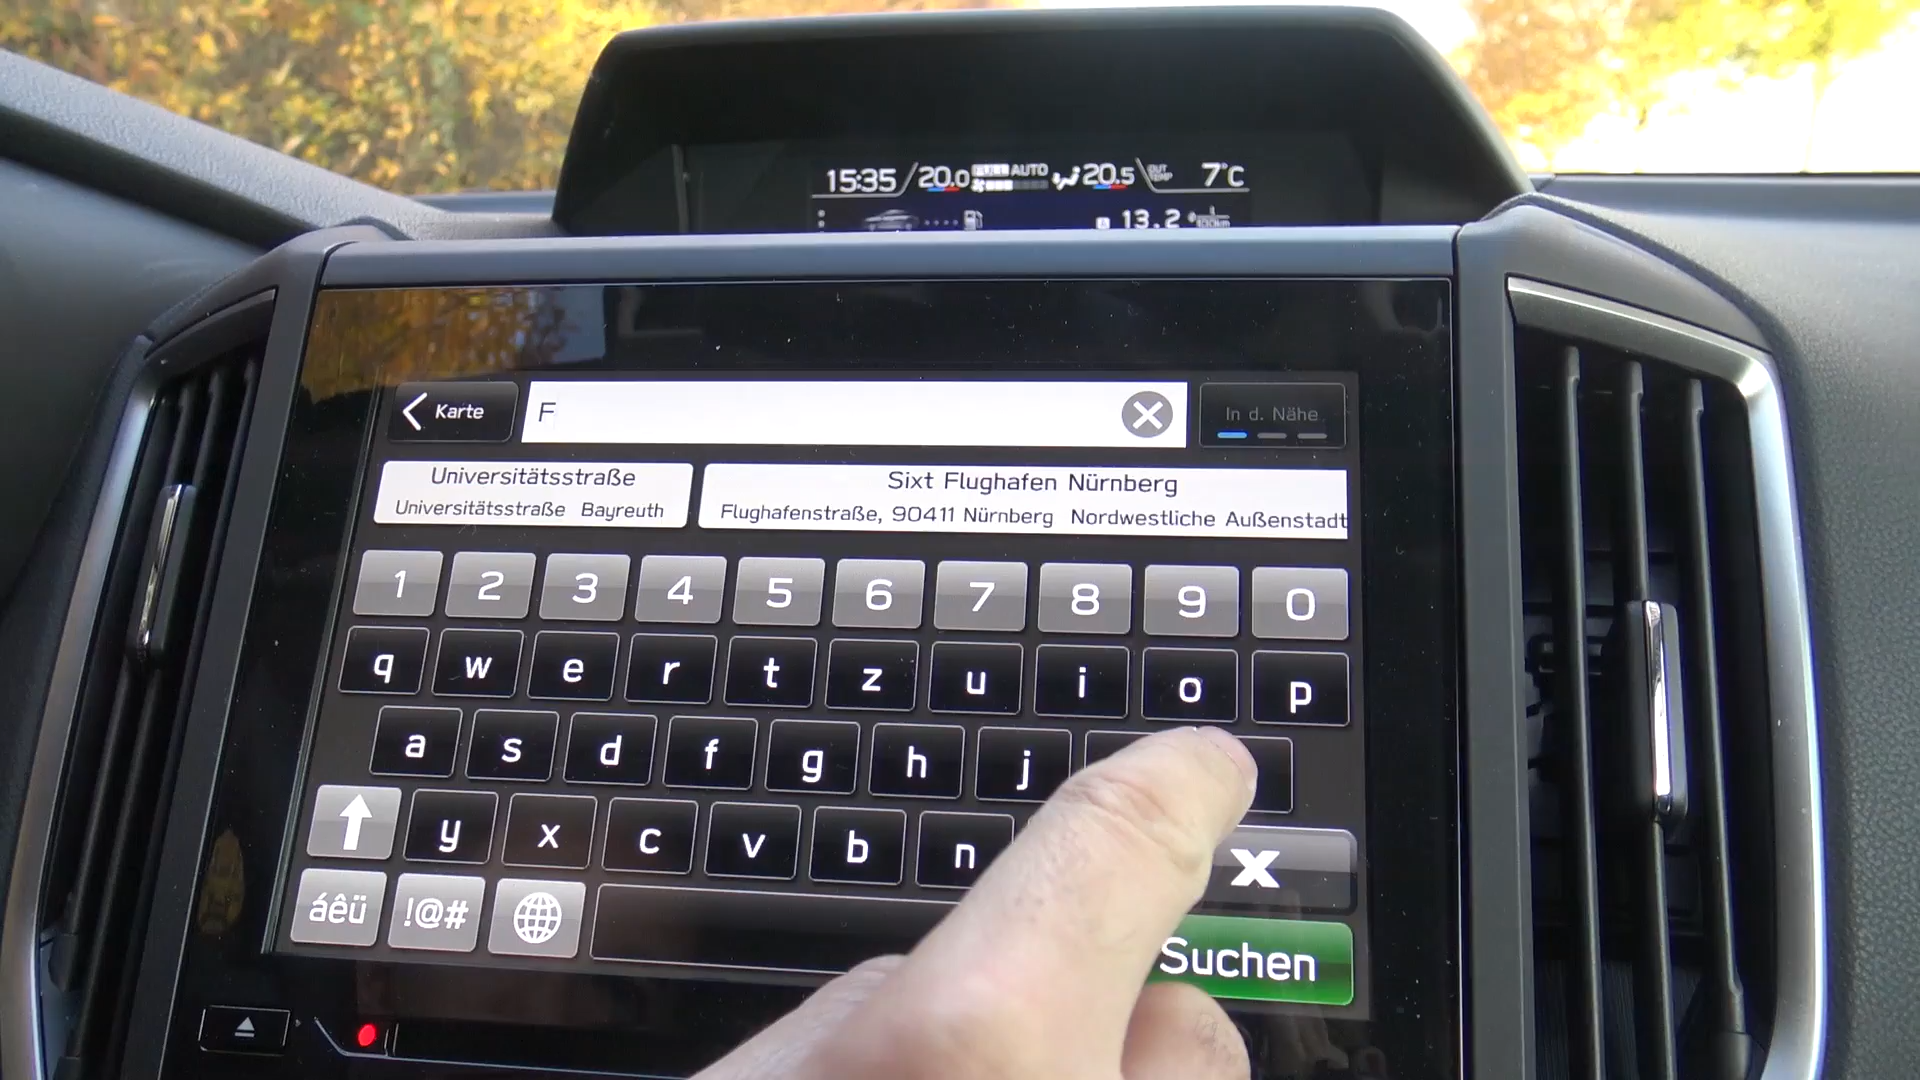 15:35 20.0 AUTO 20.5 OUT TEMP 7°C
13.2
Karte
F
In d. Nähe
Universitätsstraße
Universitätsstraße Bayreuth
Sixt Flughafen Nürnberg
Flughafenstraße, 90411 Nürnberg Nordwestliche Außenstadt
1 2 3 4 5 6 7 8 9 0
q w e r t z u i o p
a s d f g h j
y x c v b n
áêü !@#
Suchen